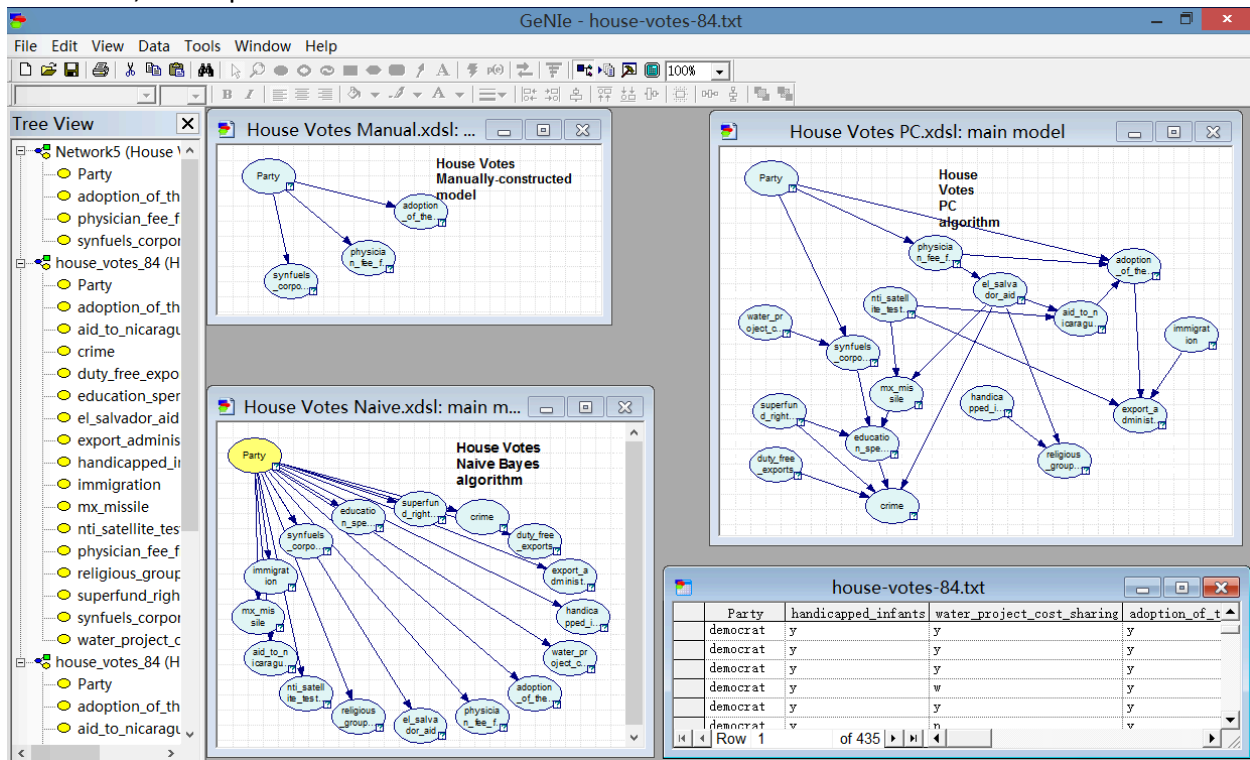 GeNIe - house-votes-84.txt
File Edit View Data Tools Window Help
100%
B I A
Tree View
Network5 (House V
Party
adoption_of_th
physician_fee_f
synfuels_corpor
house_votes_84 (H
Party
adoption_of_th
aid_to_nicaragu
crime
duty_free_expo
education_sper
el_salvador_aid
export_adminis
handicapped_ir
immigration
mx_missile
nti_satellite_test
physician_fee_f
religious_group
superfund_righ
synfuels_corpor
water_project_c
house_votes_84 (H
Party
adoption_of_th
aid_to_nicaragu
House Votes Manual.xdsl: ...
House Votes
Manually-constructed
model
Party
adoption
_of_the...
physicia
n_fee_f...
synfuels
_corpo...
House Votes Naive.xdsl: main m...
House Votes
Naive Bayes
algorithm
Party
superfun
d_right...
educatio
n_spe...
crime
synfuels
_corpo...
duty_free
_exports
immigrat
ion
export_a
dminist...
mx_mis
sile
handica
pped_i...
aid_to_n
icaragu...
water_pr
oject_c...
nti_satell
ite_test...
adoption
_of_the...
religious
_group...
el_salva
dor_aid
physicia
n_fee_f...
House Votes PC.xdsl: main model
House
Votes
PC
algorithm
Party
physicia
n_fee_f...
adoption
_of_the...
el_salva
dor_aid
nti_satell
ite_test...
aid_to_n
icaragu...
water_pr
oject_c...
immigrat
ion
synfuels
_corpo...
mx_mis
sile
handica
pped_i...
superfun
d_right...
export_a
dminist...
educatio
n_spe...
duty_free
_exports
religious
_group...
crime
house-votes-84.txt
Party handicapped_infants water_project_cost_sharing adoption_of_t
democrat y y y
democrat y y y
democrat y y y
democrat y w y
democrat y n y
Row 1 of 435